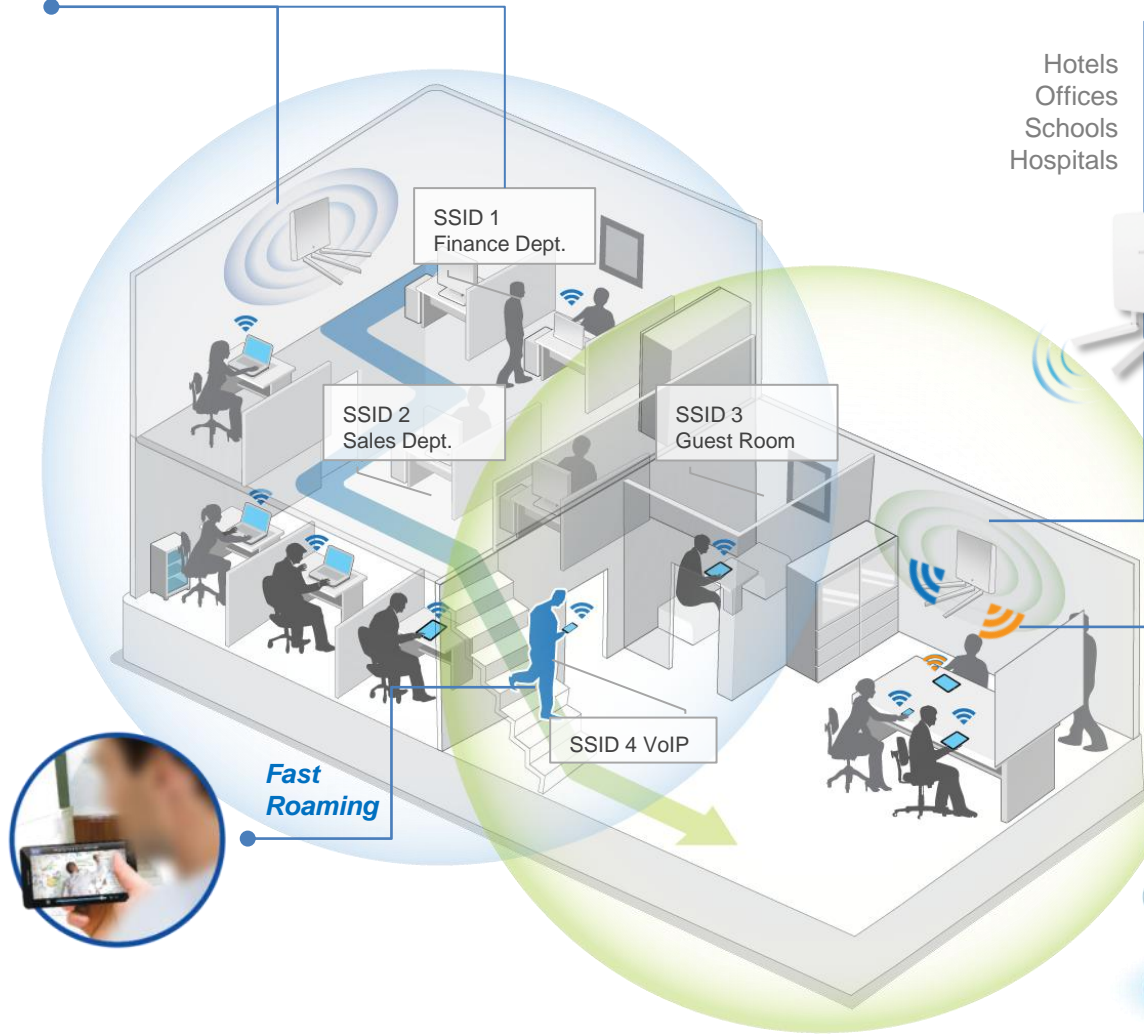 Hotels
Offices
Schools
Hospitals
SSID 1
Finance Dept.
SSID 2
Sales Dept.
SSID 3
Guest Room
SSID 4 VoIP
Fast
Roaming